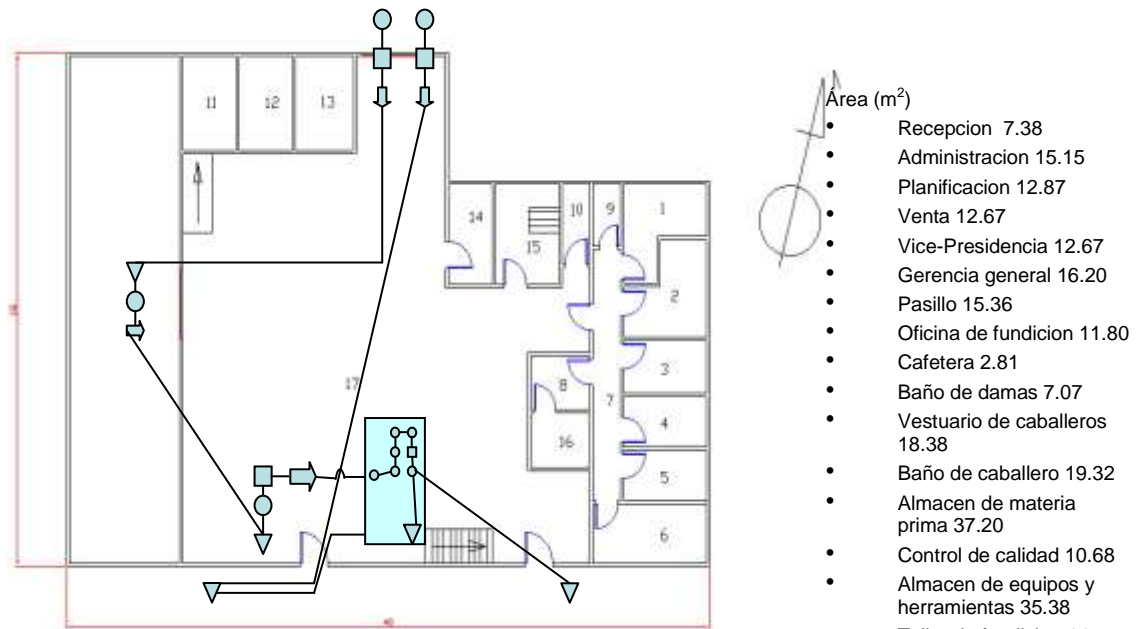 11
12
13
14
15
10
9
1
2
17
8
3
7
4
16
5
6
40
Área (m²)
• Recepcion 7.38
• Administracion 15.15
• Planificacion 12.87
• Venta 12.67
• Vice-Presidencia 12.67
• Gerencia general 16.20
• Pasillo 15.36
• Oficina de fundicion 11.80
• Cafetera 2.81
• Baño de damas 7.07
• Vestuario de caballeros
18.38
• Baño de caballero 19.32
• Almacen de materia
prima 37.20
• Control de calidad 10.68
• Almacen de equipos y
herramientas 35.38